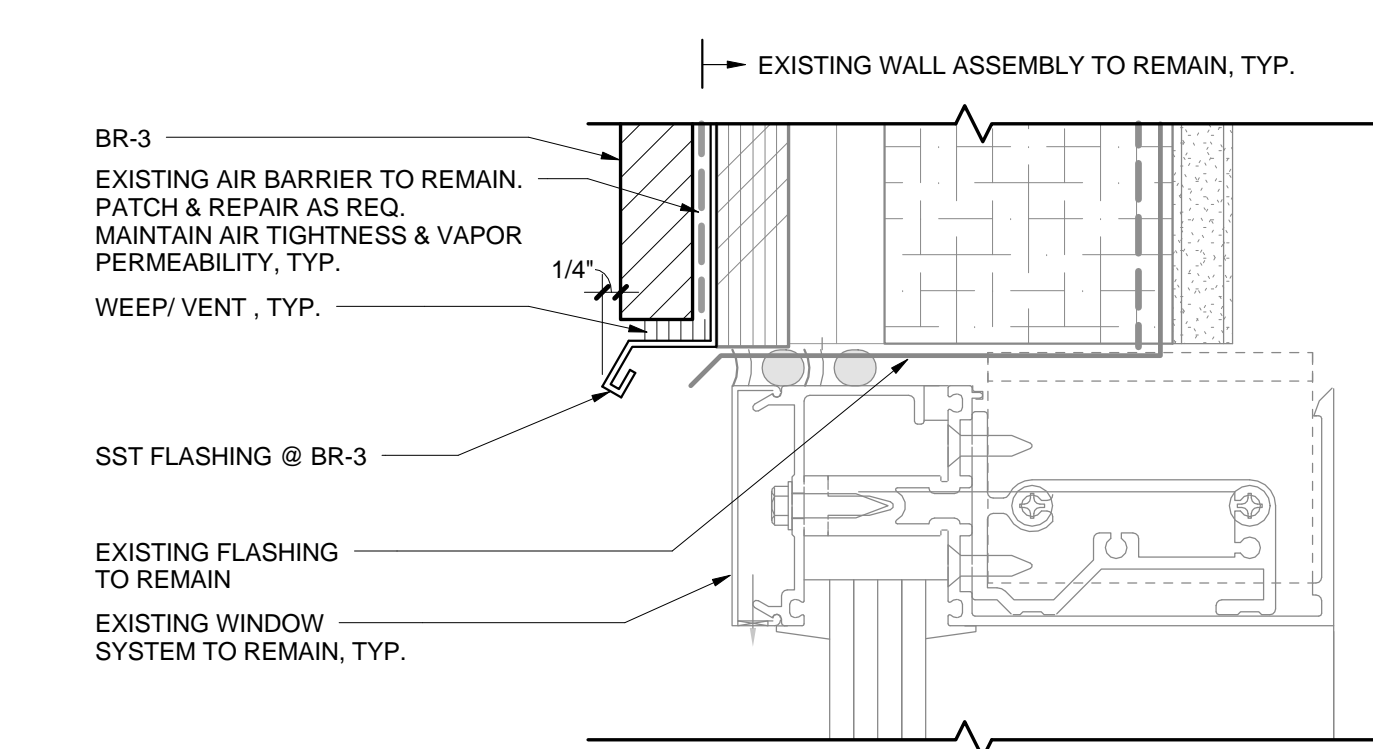 EXISTING WALL ASSEMBLY TO REMAIN, TYP.
BR-3
EXISTING AIR BARRIER TO REMAIN.
PATCH & REPAIR AS REQ.
MAINTAIN AIR TIGHTNESS & VAPOR
PERMEABILITY, TYP.
1/4"
WEEP/ VENT , TYP.
SST FLASHING @ BR-3
EXISTING FLASHING
TO REMAIN
EXISTING WINDOW
SYSTEM TO REMAIN, TYP.